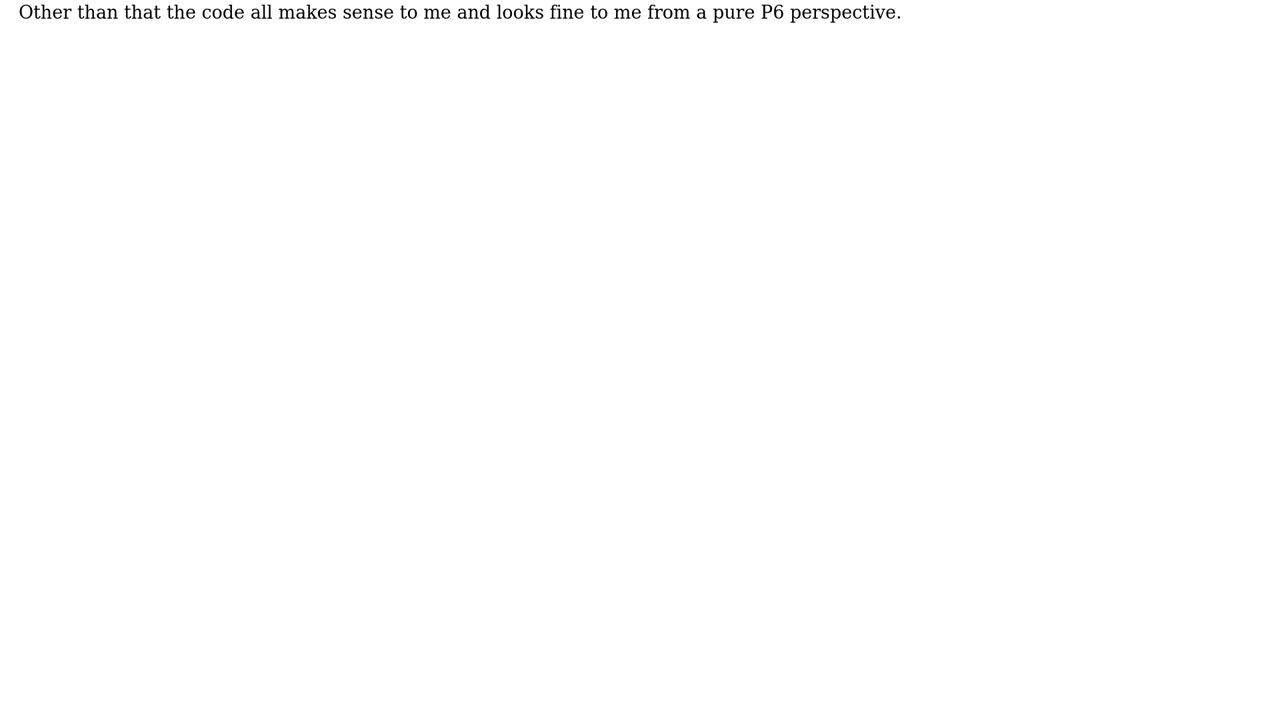 Other than that the code all makes sense to me and looks fine to me from a pure P6 perspective.